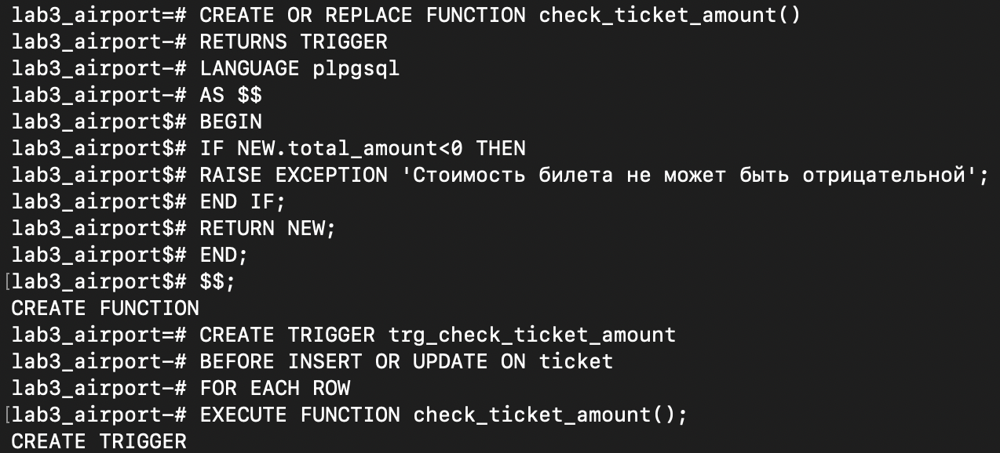 lab3_airport=# CREATE OR REPLACE FUNCTION check_ticket_amount()
lab3_airport-# RETURNS TRIGGER
lab3_airport-# LANGUAGE plpgsql
lab3_airport-# AS $$
lab3_airport$# BEGIN
lab3_airport$# IF NEW.total_amount<0 THEN
lab3_airport$# RAISE EXCEPTION 'Стоимость билета не может быть отрицательной';
lab3_airport$# END IF;
lab3_airport$# RETURN NEW;
lab3_airport$# END;
[lab3_airport$# $$;
CREATE FUNCTION
lab3_airport=# CREATE TRIGGER trg_check_ticket_amount
lab3_airport-# BEFORE INSERT OR UPDATE ON ticket
lab3_airport-# FOR EACH ROW
[lab3_airport-# EXECUTE FUNCTION check_ticket_amount();
CREATE TRIGGER